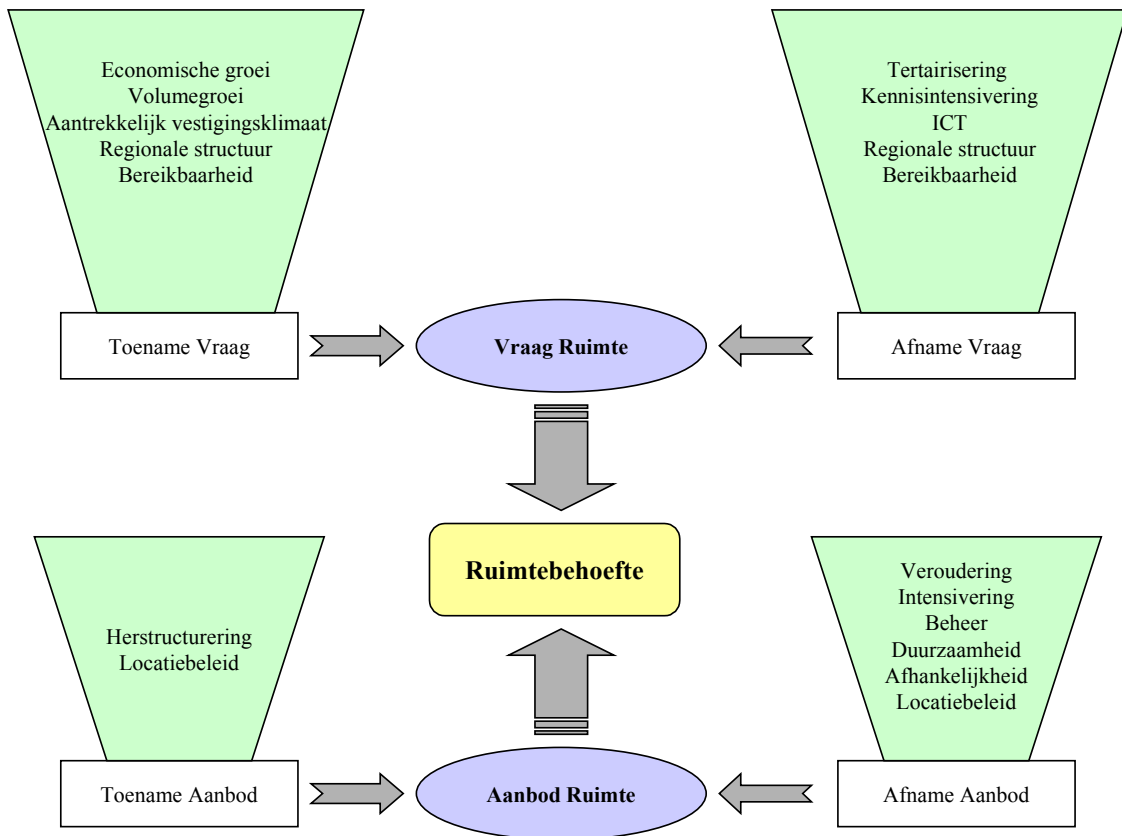 Economische groei
Volumegroei
Aantrekkelijk vestigingsklimaat
Regionale structuur
Bereikbaarheid
Tertairisering
Kennisintensivering
ICT
Regionale structuur
Bereikbaarheid
Toename Vraag
Vraag Ruimte
Afname Vraag
Ruimtebehoefte
Herstructurering
Locatiebeleid
Veroudering
Intensivering
Beheer
Duurzaamheid
Afhankelijkheid
Locatiebeleid
Toename Aanbod
Aanbod Ruimte
Afname Aanbod